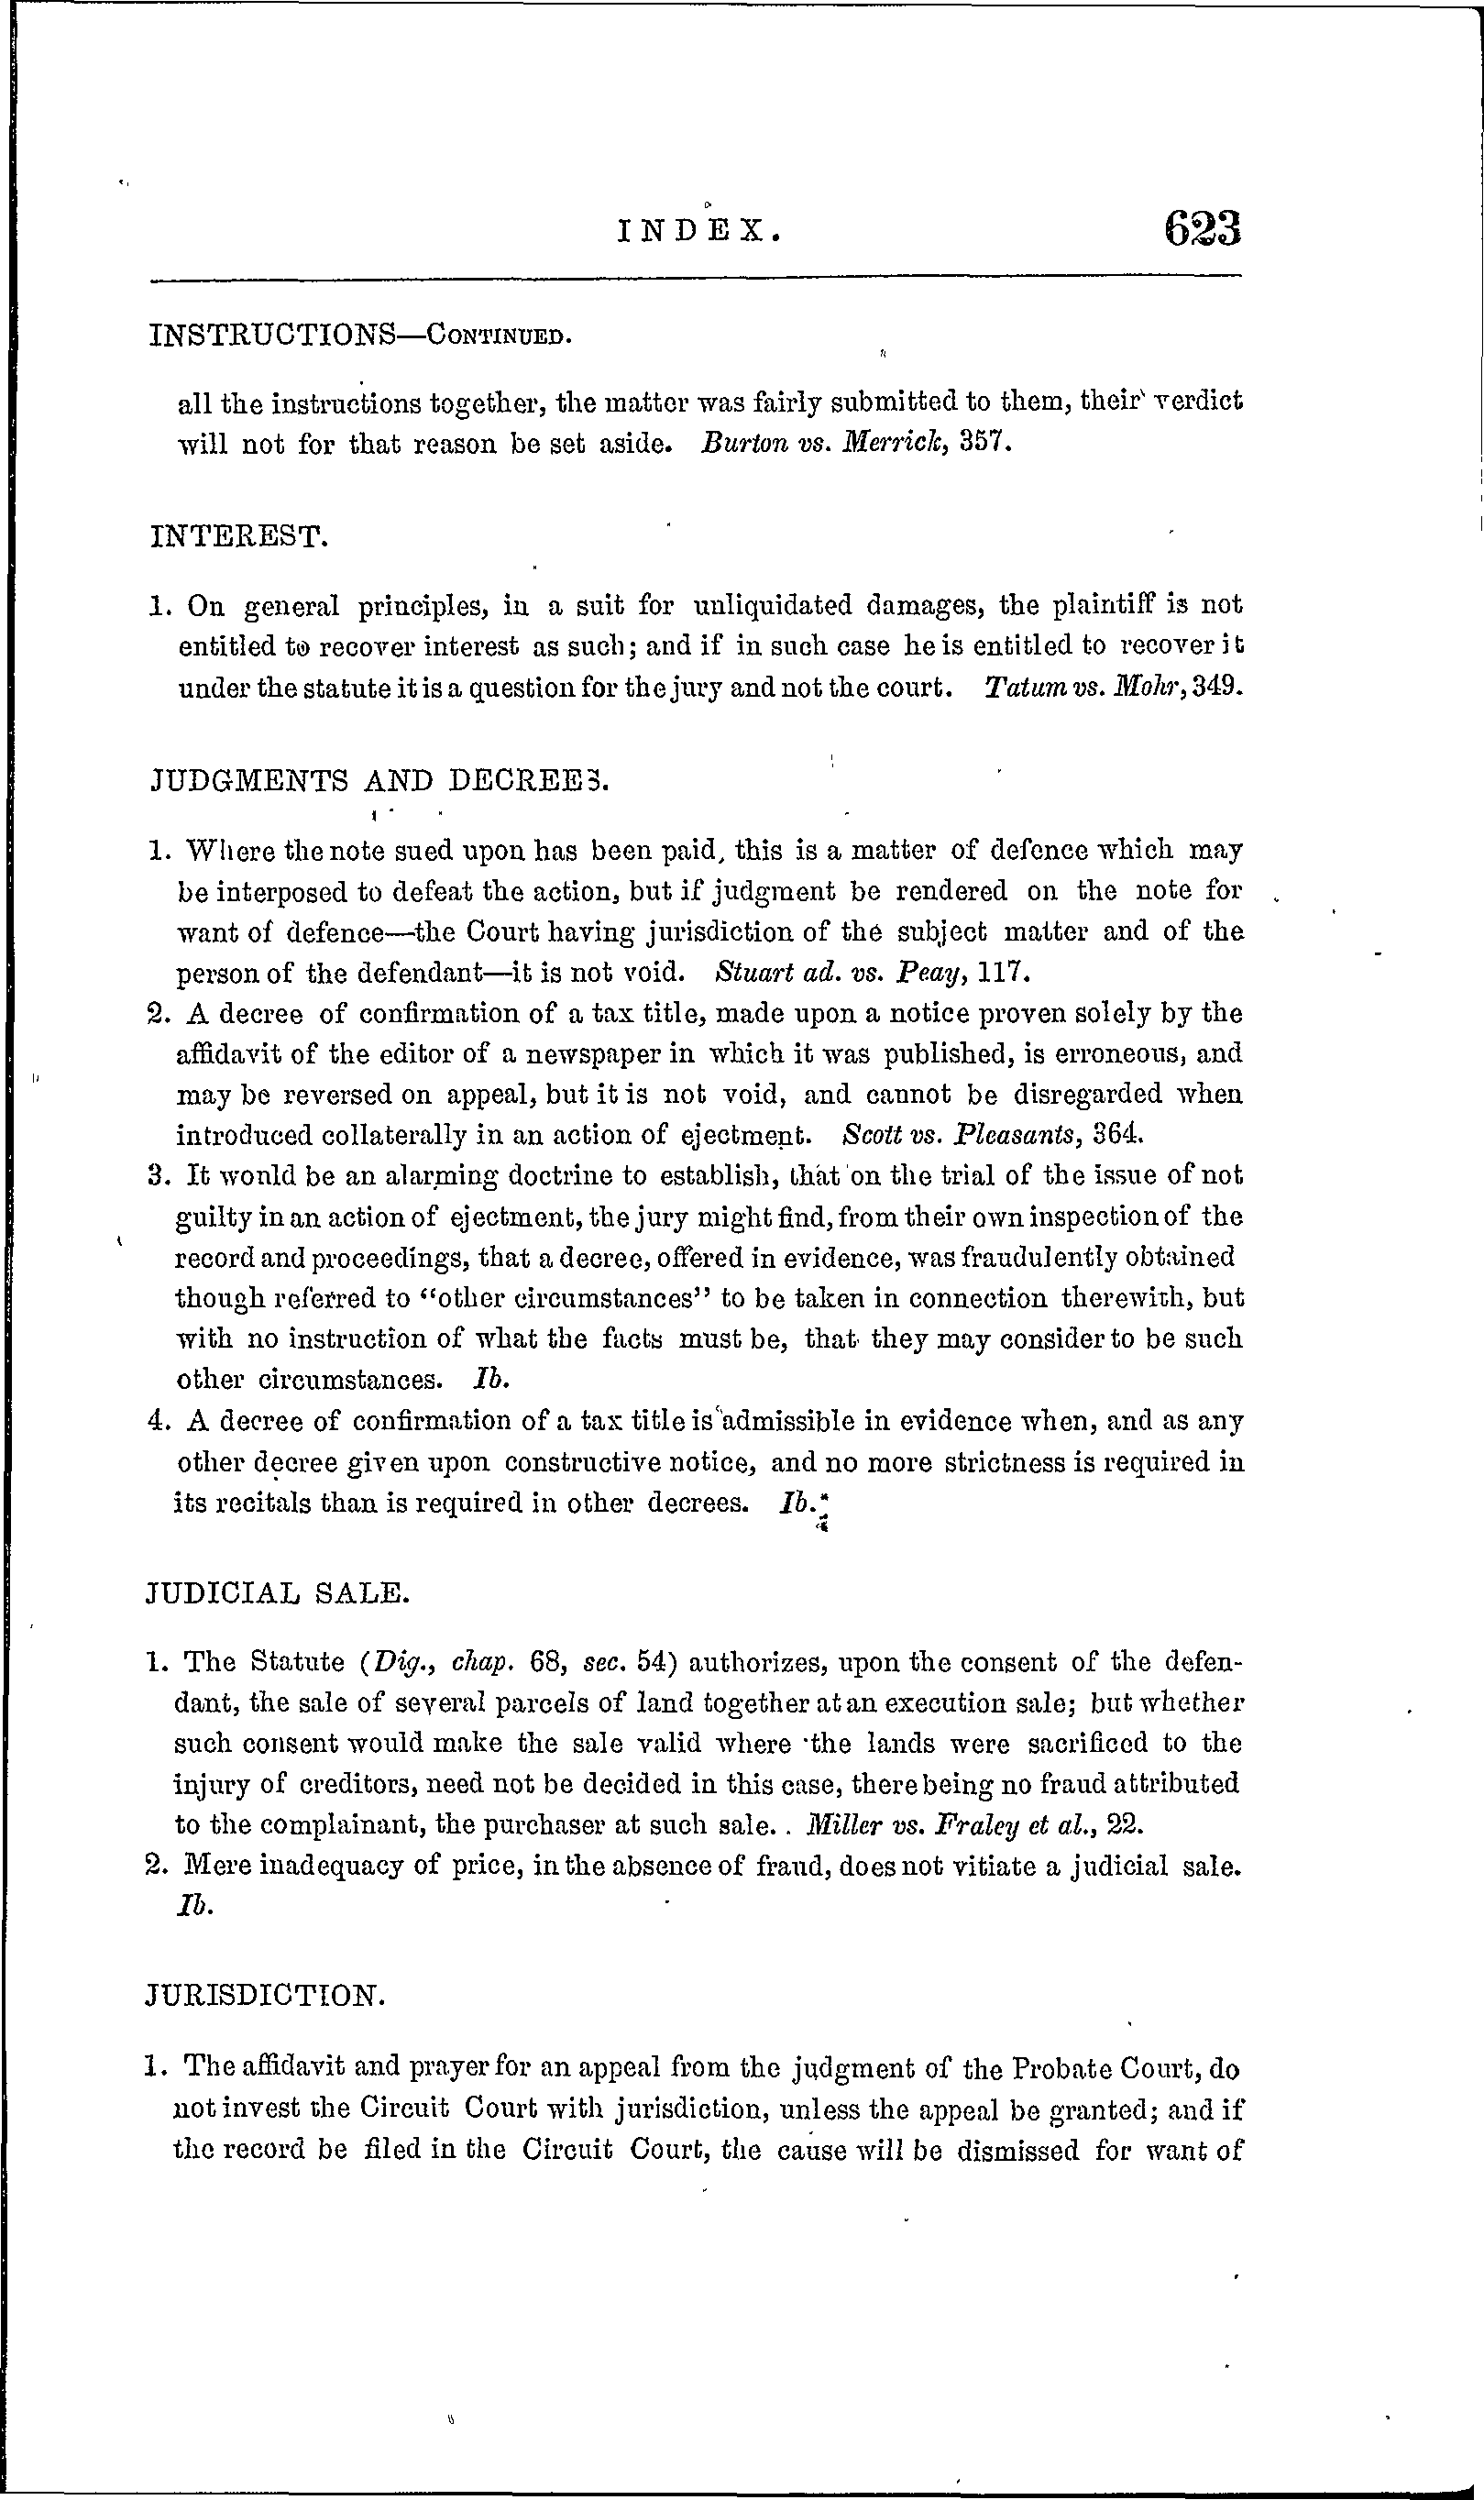 INDEX. 623
INSTRUCTIONS—CONTINUED.
all the instructions together, the matter was fairly submitted to them, their verdict
will not for that reason be set aside. Burton vs. Merrick, 357.
INTEREST.
1. On general principles, in a suit for unliquidated damages, the plaintiff is not
entitled to recover interest as such; and if in such case he is entitled to recover it
under the statute it is a question for the jury and not the court. Tatum vs. Mohr, 349.
JUDGMENTS AND DECREES.
1. Where the note sued upon has been paid, this is a matter of defence which may
be interposed to defeat the action, but if judgment be rendered on the note for
want of defence—the Court having jurisdiction of the subject matter and of the
person of the defendant—it is not void. Stuart ad. vs. Peay, 117.
2. A decree of confirmation of a tax title, made upon a notice proven solely by the
affidavit of the editor of a newspaper in which it was published, is erroneous, and
may be reversed on appeal, but it is not void, and cannot be disregarded when
introduced collaterally in an action of ejectment. Scott vs. Pleasants, 364.
3. It would be an alarming doctrine to establish, that on the trial of the issue of not
guilty in an action of ejectment, the jury might find, from their own inspection of the
record and proceedings, that a decree, offered in evidence, was fraudulently obtained
though referred to "other circumstances" to be taken in connection therewith, but
with no instruction of what the facts must be, that they may consider to be such
other circumstances. Ib.
4. A decree of confirmation of a tax title is admissible in evidence when, and as any
other decree given upon constructive notice, and no more strictness is required in
its recitals than is required in other decrees. Ib.
JUDICIAL SALE.
1. The Statute (Dig., chap. 68, sec. 54) authorizes, upon the consent of the defen-
dant, the sale of several parcels of land together at an execution sale; but whether
such consent would make the sale valid where the lands were sacrificed to the
injury of creditors, need not be decided in this case, there being no fraud attributed
to the complainant, the purchaser at such sale. Miller vs. Fraley et al., 22.
2. Mere inadequacy of price, in the absence of fraud, does not vitiate a judicial sale.
Ib.
JURISDICTION.
1. The affidavit and prayer for an appeal from the judgment of the Probate Court, do
not invest the Circuit Court with jurisdiction, unless the appeal be granted; and if
the record be filed in the Circuit Court, the cause will be dismissed for want of